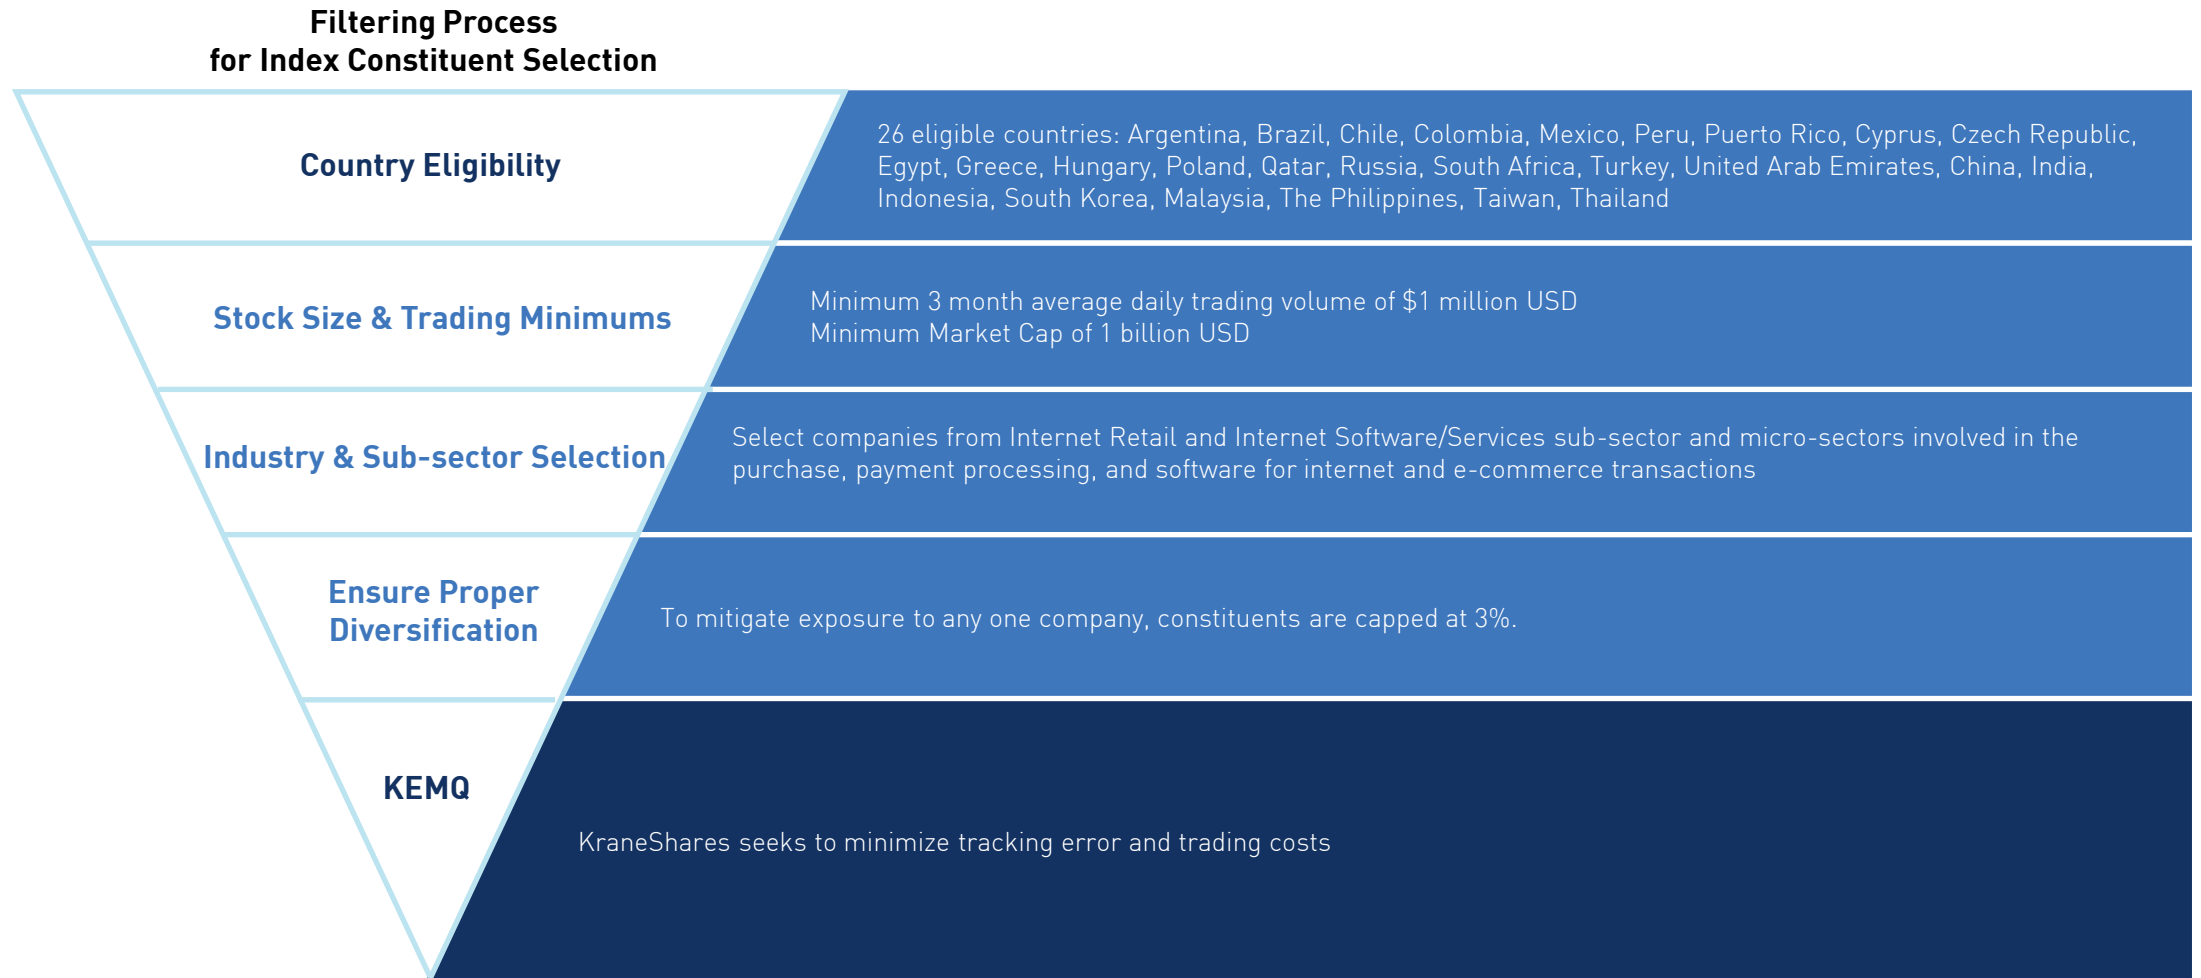 Filtering Process
for Index Constituent Selection
Country Eligibility
26 eligible countries: Argentina, Brazil, Chile, Colombia, Mexico, Peru, Puerto Rico, Cyprus, Czech Republic,
Egypt, Greece, Hungary, Poland, Qatar, Russia, South Africa, Turkey, United Arab Emirates, China, India,
Indonesia, South Korea, Malaysia, The Philippines, Taiwan, Thailand
Stock Size & Trading Minimums
Minimum 3 month average daily trading volume of $1 million USD
Minimum Market Cap of 1 billion USD
Industry & Sub-sector Selection
Select companies from Internet Retail and Internet Software/Services sub-sector and micro-sectors involved in the
purchase, payment processing, and software for internet and e-commerce transactions
Ensure Proper
Diversification
To mitigate exposure to any one company, constituents are capped at 3%.
KEMQ
KraneShares seeks to minimize tracking error and trading costs